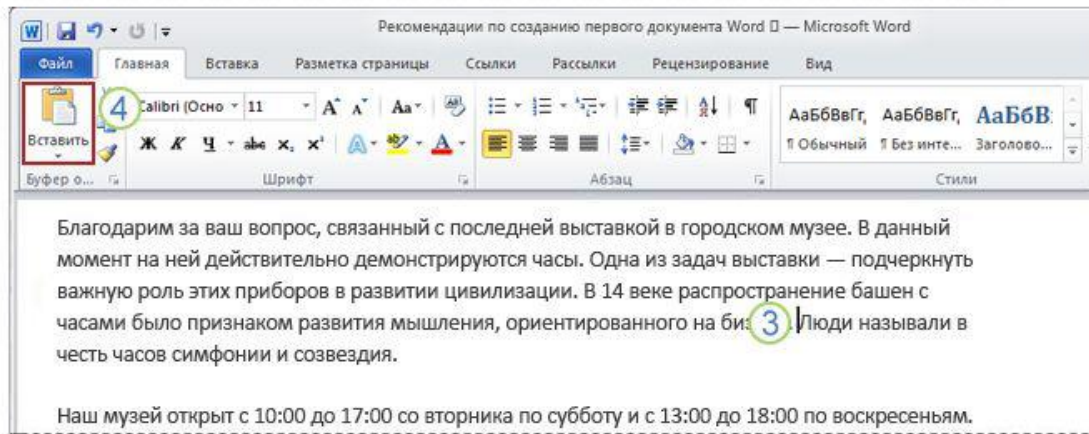 Рекомендации по созданию первого документа Word — Microsoft Word
Файл Главная Вставка Разметка страницы Ссылки Рассылки Рецензирование Вид
4 Calibri (Осно 11 Aa АаБбВвГг, АаБбВвГг, АаБбВ
Вставить Ж К Ч abc x₂ x² А ¶ Обычный ¶ Без инте... Заголово...
Буфер о... Шрифт Абзац Стили
Благодарим за ваш вопрос, связанный с последней выставкой в городском музее. В данный
момент на ней действительно демонстрируются часы. Одна из задач выставки — подчеркнуть
важную роль этих приборов в развитии цивилизации. В 14 веке распространение башен с
часами было признаком развития мышления, ориентированного на 3 Люди называли в
честь часов симфонии и созвездия.
Наш музей открыт с 10:00 до 17:00 со вторника по субботу и с 13:00 до 18:00 по воскресеньям.